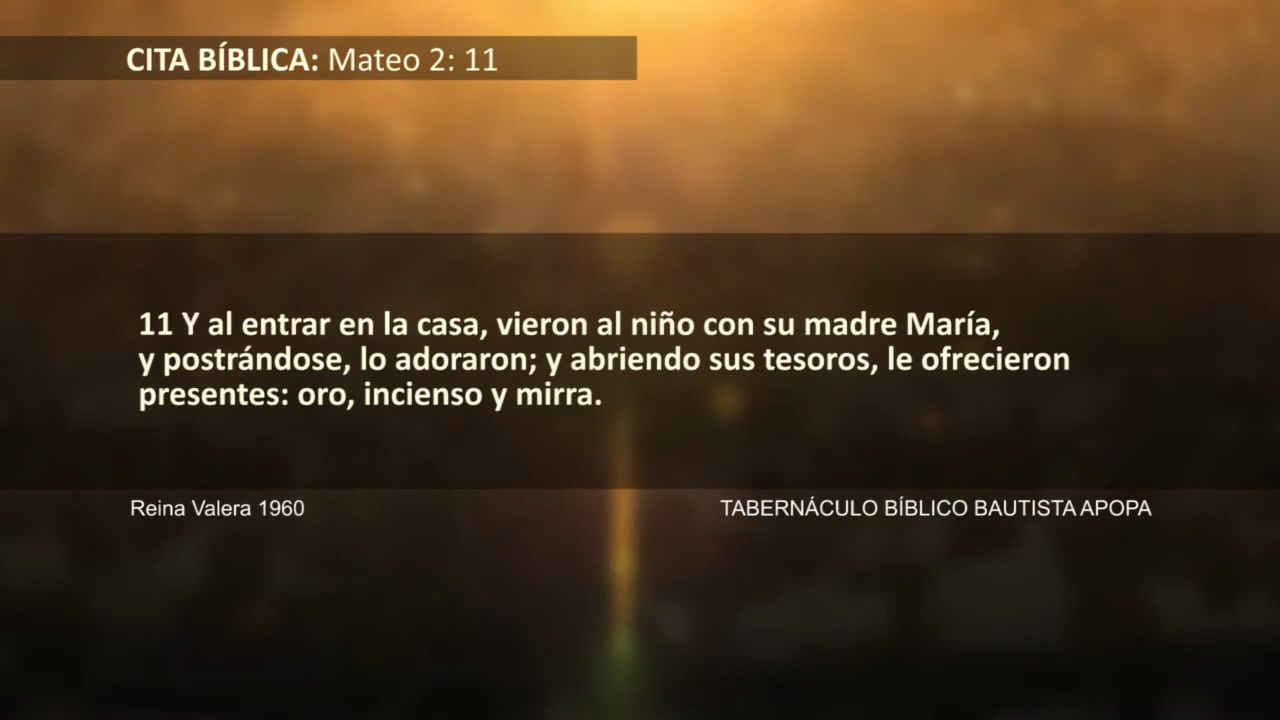 CITA BÍBLICA: Mateo 2: 11
11 Y al entrar en la casa, vieron al niño con su madre María,
y postrándose, lo adoraron; y abriendo sus tesoros, le ofrecieron
presentes: oro, incienso y mirra.
Reina Valera 1960
TABERNÁCULO BÍBLICO BAUTISTA APOPA